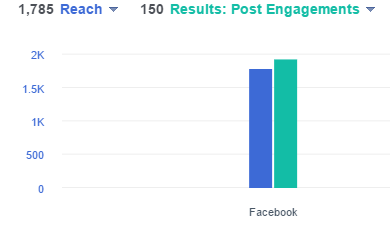 1,785 Reach 150 Results: Post Engagements
2K
1.5K
1K
500
0
Facebook